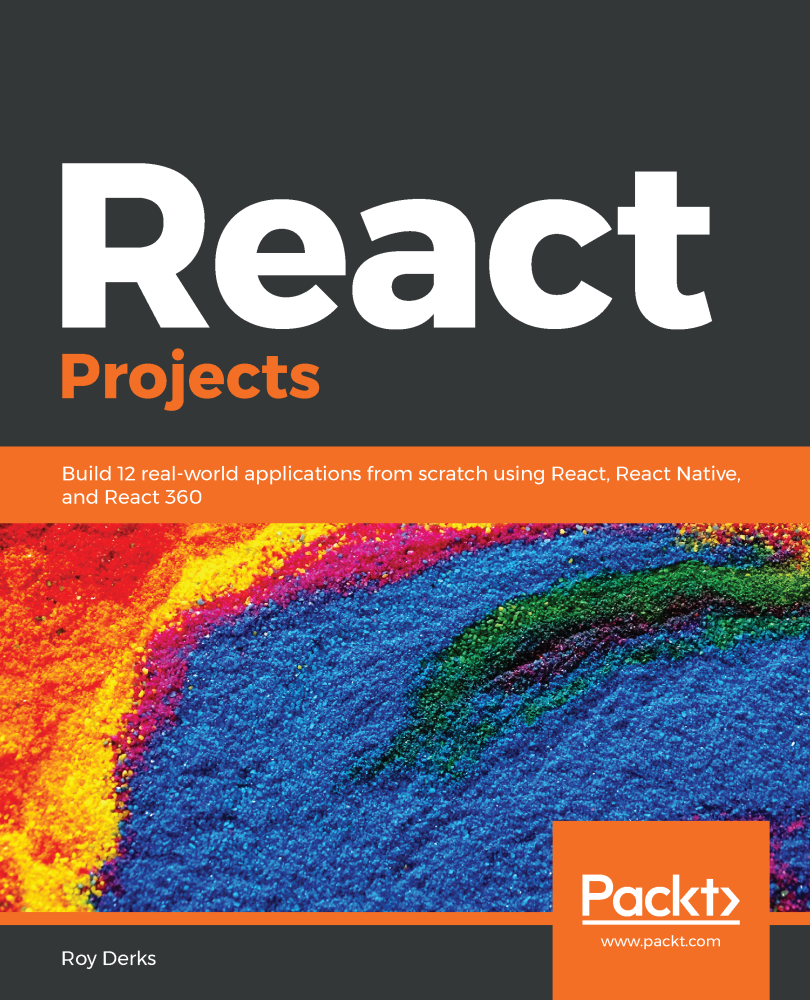 React
Projects
Build 12 real-world applications from scratch using React, React Native,
and React 360
Packt>
www.packt.com
Roy Derks